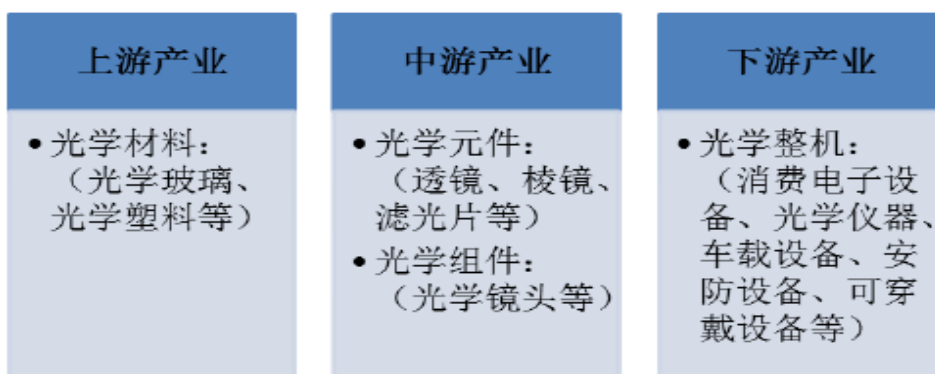 上游产业
• 光学材料：
（光学玻璃、
光学塑料等）
中游产业
• 光学元件：
（透镜、棱镜、
滤光片等）
• 光学组件：
（光学镜头等）
下游产业
• 光学整机：
（消费电子设
备、光学仪器、
车载设备、安
防设备、可穿
戴设备等）